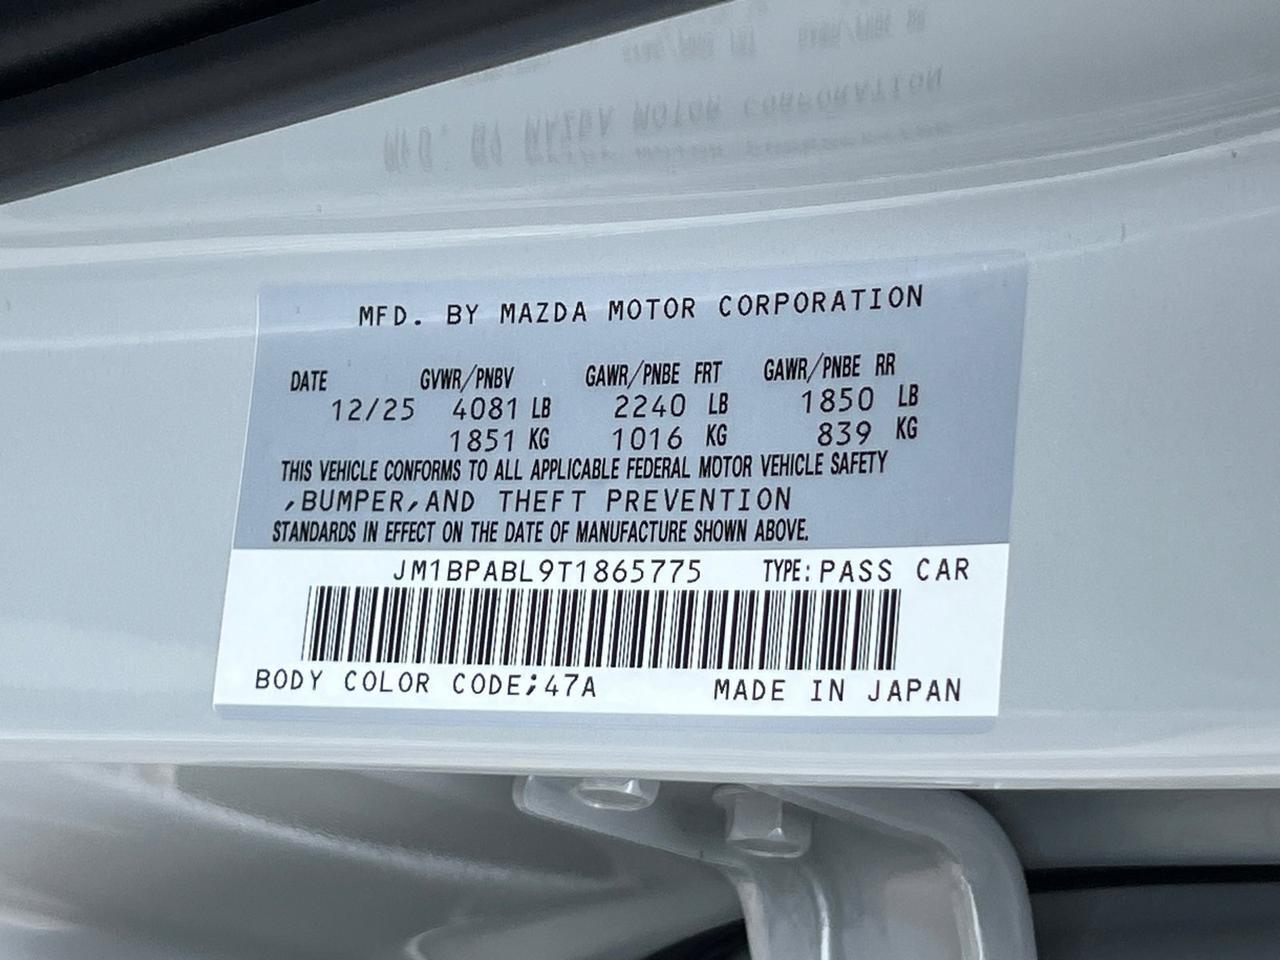 MFD. BY MAZDA MOTOR CORPORATION
DATE GVWR/PNBV GAWR/PNBE FRT GAWR/PNBE RR
12/25 4081 LB 2240 LB 1850 LB
1851 KG 1016 KG 839 KG
THIS VEHICLE CONFORMS TO ALL APPLICABLE FEDERAL MOTOR VEHICLE SAFETY
,BUMPER,AND THEFT PREVENTION
STANDARDS IN EFFECT ON THE DATE OF MANUFACTURE SHOWN ABOVE.
JM1BPABL9T1865775 TYPE:PASS CAR
BODY COLOR CODE;47A MADE IN JAPAN